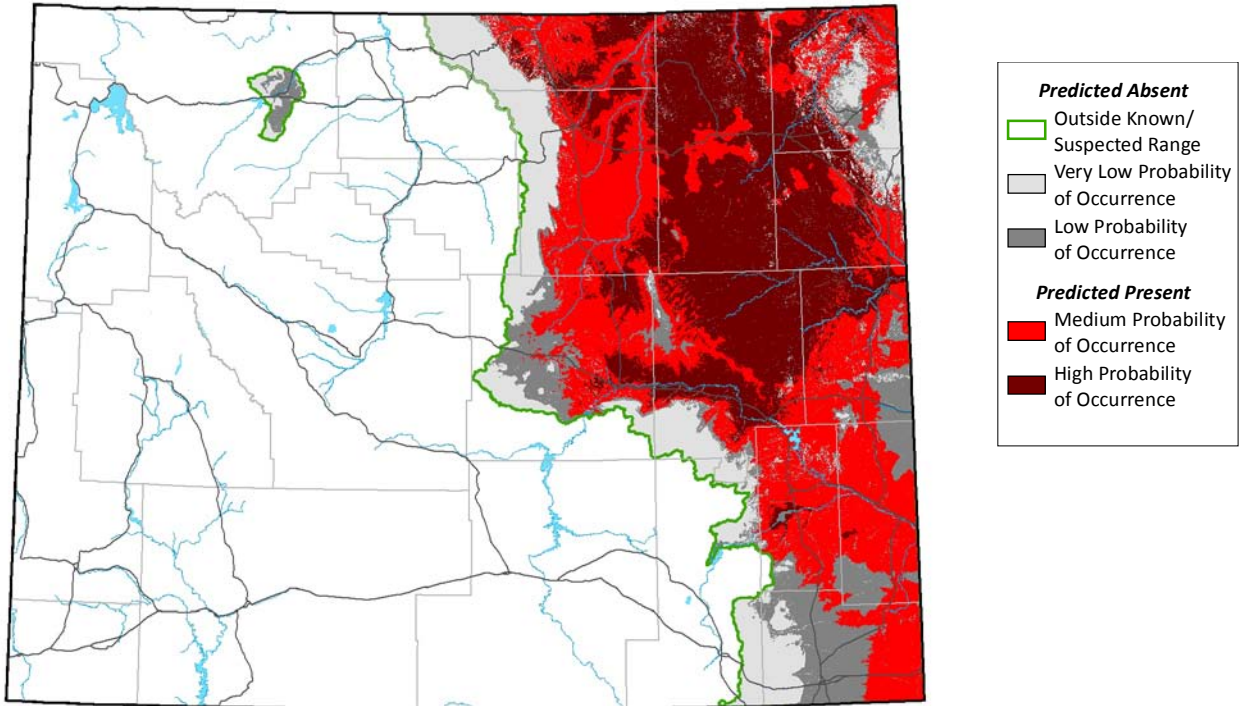 Predicted Absent
Outside Known/
Suspected Range
Very Low Probability
of Occurrence
Low Probability
of Occurrence
Predicted Present
Medium Probability
of Occurrence
High Probability
of Occurrence